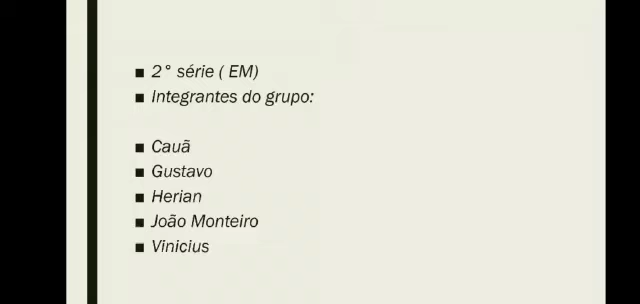 2° série ( EM)
Integrantes do grupo:
Cauã
Gustavo
Herian
João Monteiro
Vinicius